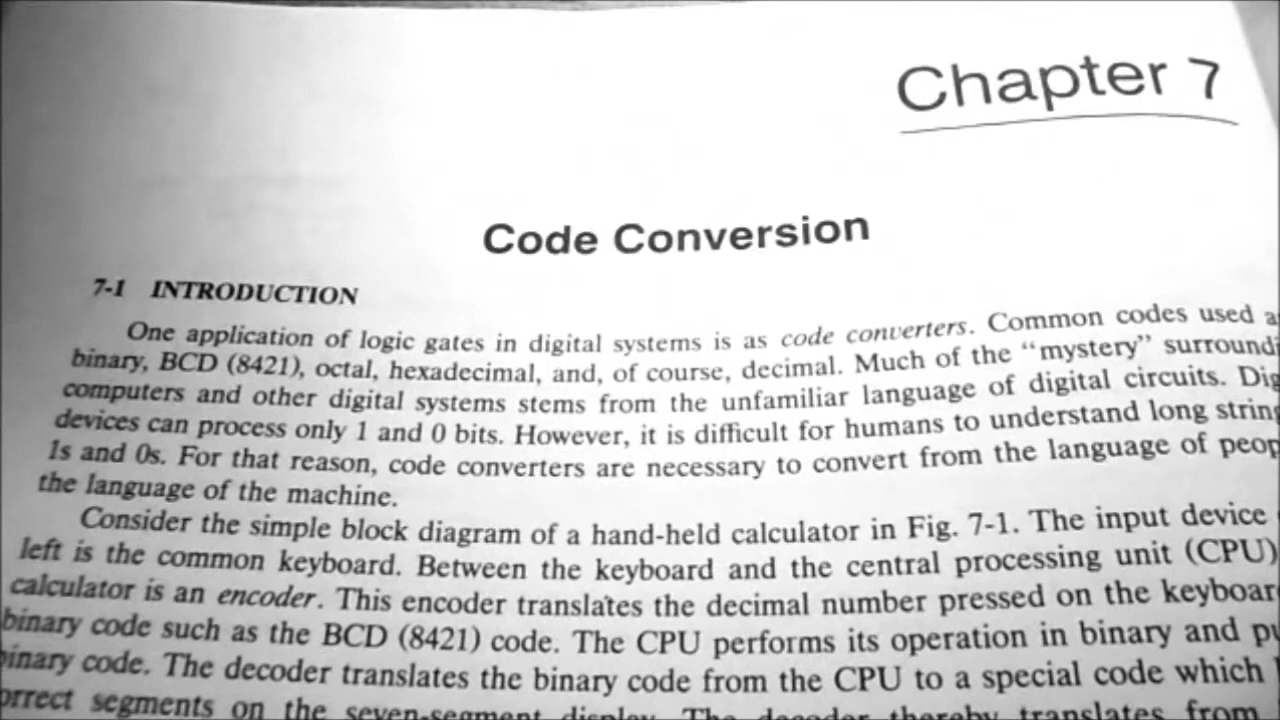 Chapter 7
Code Conversion
7-1 INTRODUCTION
One application of logic gates in digital systems is as code converters. Common codes used
binary, BCD (8421), octal, hexadecimal, and, of course, decimal. Much of the “mystery”
computers and other digital systems stems from the unfamiliar language of digital circuits.
devices can process only 1 and 0 bits. However, it is difficult for humans to understand long
1s and 0s. For that reason, code converters are necessary to convert from the language of
the language of the machine.
Consider the simple block diagram of a hand-held calculator in Fig. 7-1. The input device
left is the common keyboard. Between the keyboard and the central processing unit (CPU)
calculator is an encoder. This encoder translates the decimal number pressed on the
binary code such as the BCD (8421) code. The CPU performs its operation in binary and
binary code. The decoder translates the binary code from the CPU to a special code which
segments on the seven-segment display. The decoder thereby translates from